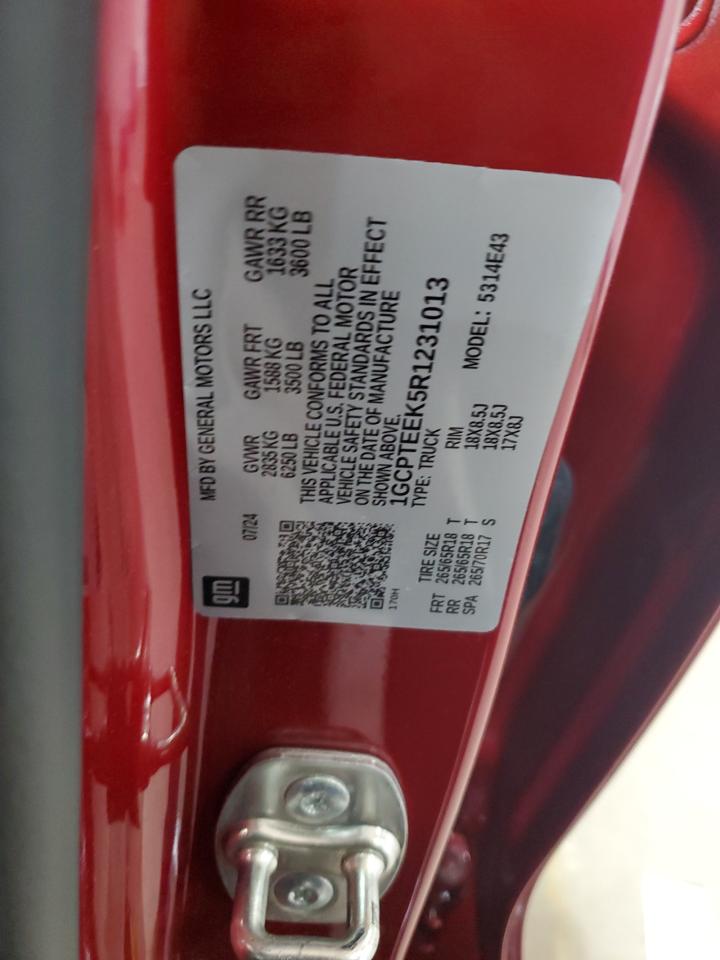 gm
MFD BY GENERAL MOTORS LLC
07/24
GVWR GAWR FRT GAWR RR
2835 KG 1588 KG 1633 KG
6250 LB 3500 LB 3600 LB
THIS VEHICLE CONFORMS TO ALL
APPLICABLE U.S. FEDERAL MOTOR
VEHICLE SAFETY STANDARDS IN EFFECT
ON THE DATE OF MANUFACTURE
SHOWN ABOVE.
1GCPTEEK5R1231013
170H
TYPE: TRUCK
TIRE SIZE RIM MODEL: 5314E43
FRT 265/65R18 T 18X8.5J
RR 265/65R18 T 18X8.5J
SPA 265/70R17 S 17X8J